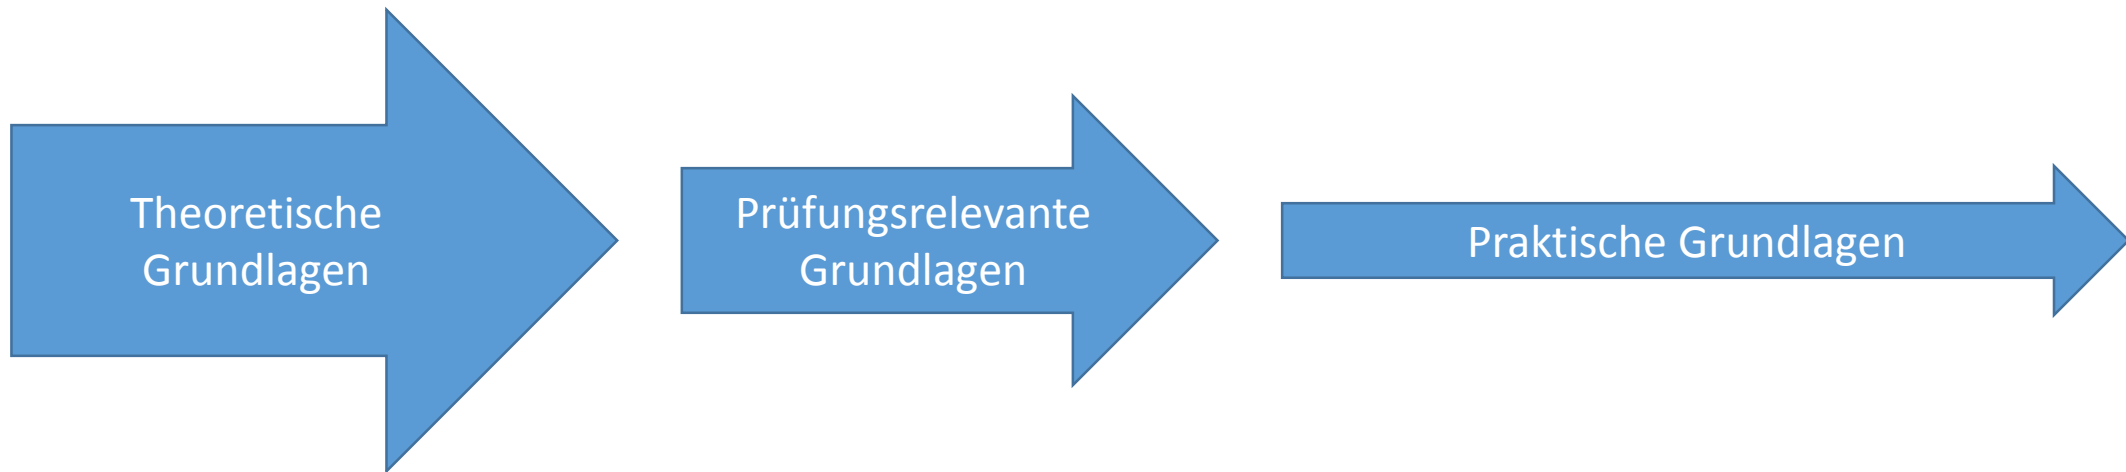 Theoretische
Grundlagen
Prüfungsrelevante
Grundlagen
Praktische Grundlagen